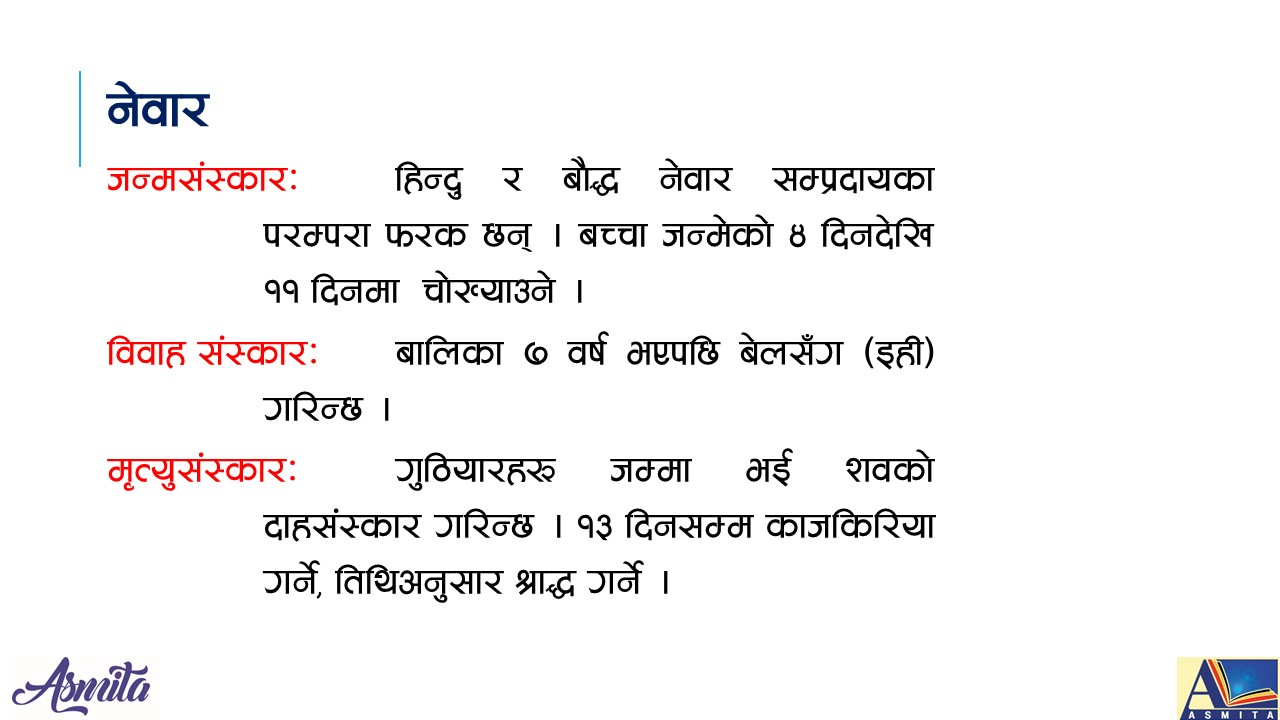 नेवार
जन्मसंस्कार: हिन्दु र बौद्ध नेवार सम्प्रदायका
परम्परा फरक छन् । बच्चा जन्मेको ४ दिनदेखि
११ दिनमा चोख्याउने ।
विवाह संस्कार: बालिका ७ वर्ष भएपछि बेलसँग (इही)
गरिन्छ ।
मृत्युसंस्कार: गुठियारहरु जम्मा भई शवको
दाहसंस्कार गरिन्छ । १३ दिनसम्म काजकिरिया
गर्ने, तिथिअनुसार श्राद्ध गर्ने ।
Asmita
ASMITA